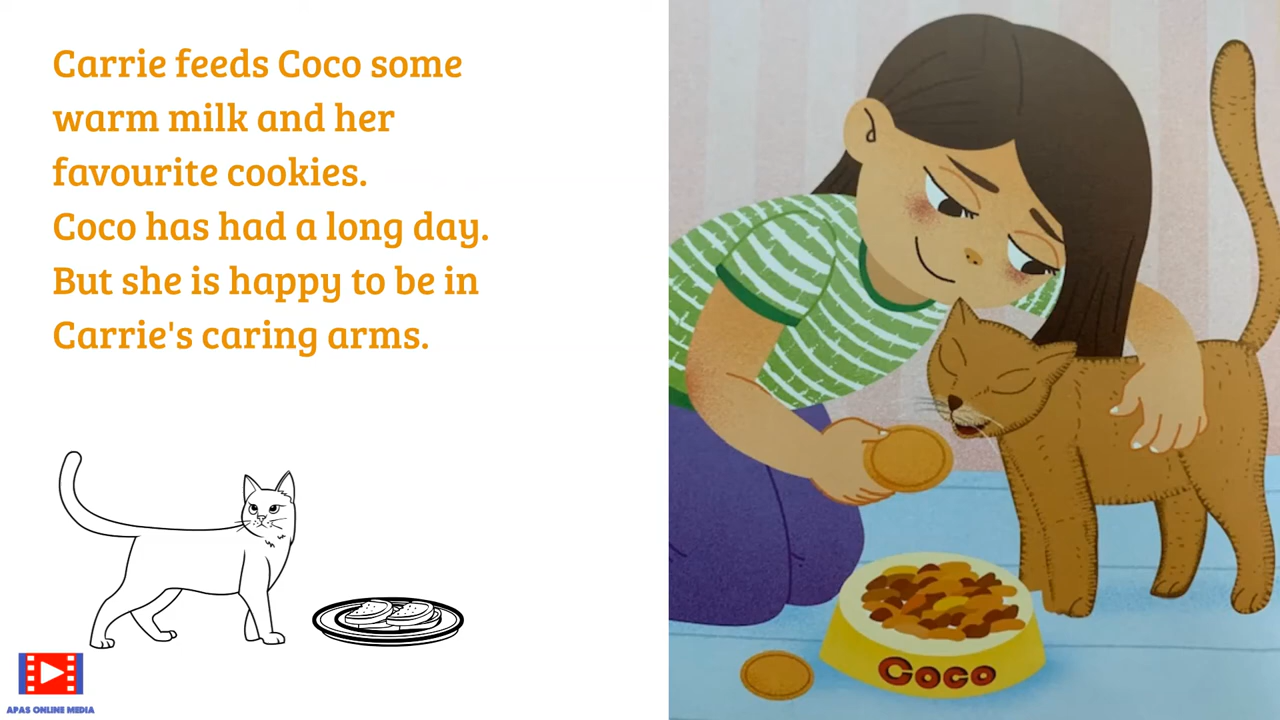 Carrie feeds Coco some
warm milk and her
favourite cookies.
Coco has had a long day.
But she is happy to be in
Carrie's caring arms.
Coco
APAS ONLINE MEDIA